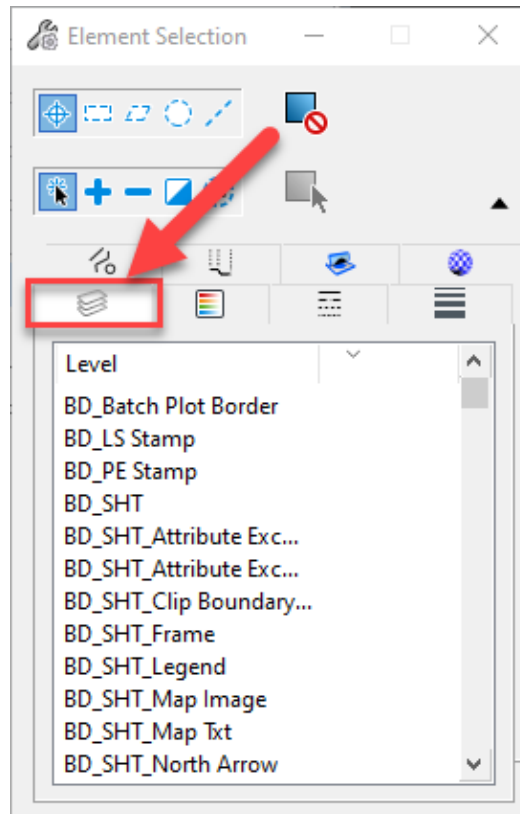 Element Selection
Level
BD_Batch Plot Border
BD_LS Stamp
BD_PE Stamp
BD_SHT
BD_SHT_Attribute Exc...
BD_SHT_Attribute Exc...
BD_SHT_Clip Boundary...
BD_SHT_Frame
BD_SHT_Legend
BD_SHT_Map Image
BD_SHT_Map Txt
BD_SHT_North Arrow